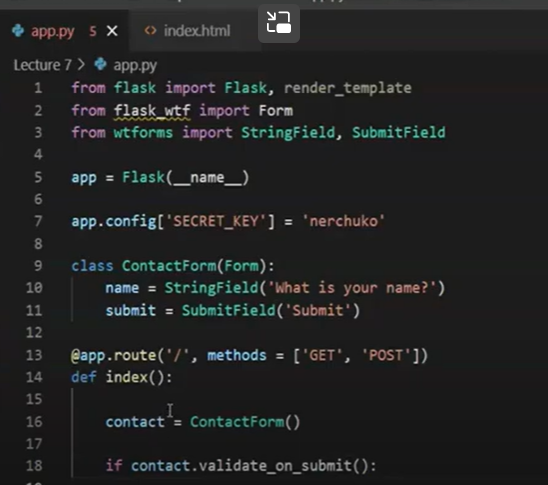 app.py 5 × <> index.html
Lecture 7 > app.py
1 from flask import Flask, render_template
2 from flask_wtf import Form
3 from wtforms import StringField, SubmitField
4
5 app = Flask(__name__)
6
7 app.config['SECRET_KEY'] = 'nerchuko'
8
9 class ContactForm(Form):
10 name = StringField('What is your name?')
11 submit = SubmitField('Submit')
12
13 @app.route('/', methods = ['GET', 'POST'])
14 def index():
15
16 contact = ContactForm()
17
18 if contact.validate_on_submit():